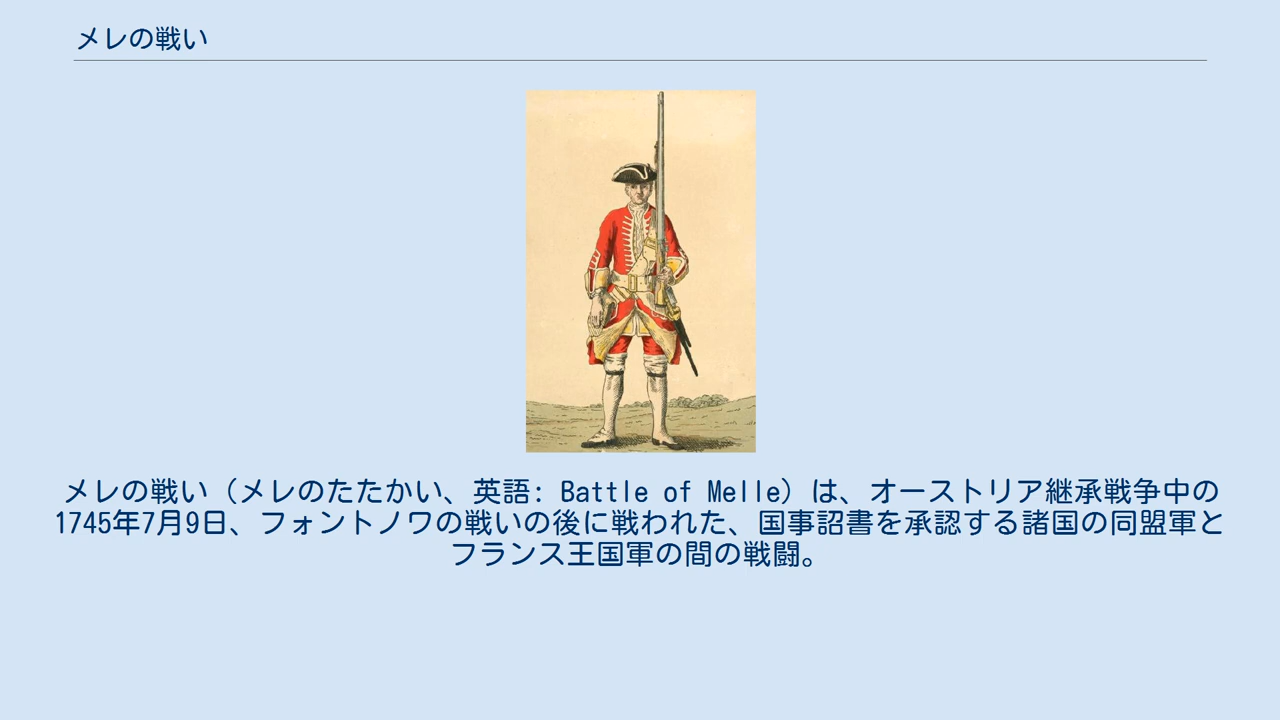 メレの戦い
メレの戦い（メレのたたかい、英語: Battle of Melle）は、オーストリア継承戦争中の
1745年7月9日、フォントノワの戦いの後に戦われた、国事詔書を承認する諸国の同盟軍と
フランス王国軍の間の戦闘。